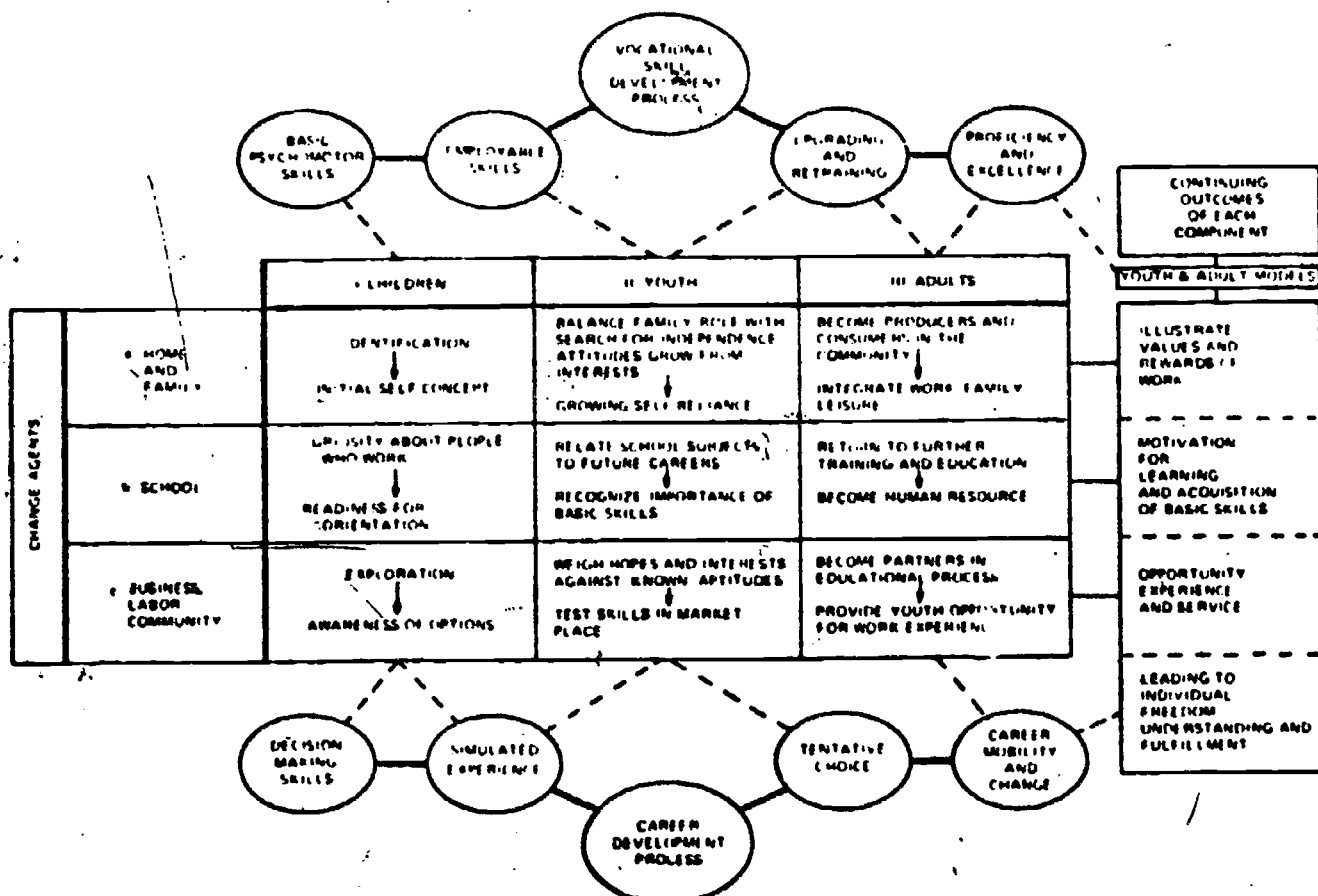 VOCATIONAL
SKILL
DEVELOPMENT
PROCESS
BASIC
PSYCHOMOTOR
SKILLS
EMPLOYABLE
SKILLS
UPGRADING
AND
RETRAINING
PROFICIENCY
AND
EXCELLENCE
CONTINUING
OUTCOMES
OF EACH
COMPONENT
YOUTH & ADULT MODELS
I CHILDREN
II YOUTH
III ADULTS
CHANGE AGENTS
a HOME
AND
FAMILY
IDENTIFICATION
INITIAL SELF CONCEPT
BALANCE FAMILY ROLE WITH
SEARCH FOR INDEPENDENCE
ATTITUDES GROW FROM
INTERESTS
GROWING SELF RELIANCE
BECOME PRODUCERS AND
CONSUMERS IN THE
COMMUNITY
INTEGRATE WORK FAMILY
LEISURE
ILLUSTRATE
VALUES AND
REWARDS OF
WORK
b SCHOOL
CURIOSITY ABOUT PEOPLE
WHO WORK
READINESS FOR
ORIENTATION
RELATE SCHOOL SUBJECTS
TO FUTURE CAREERS
RECOGNIZE IMPORTANCE OF
BASIC SKILLS
RETURN TO FURTHER
TRAINING AND EDUCATION
BECOME HUMAN RESOURCE
MOTIVATION
FOR
LEARNING
AND ACQUISITION
OF BASIC SKILLS
c BUSINESS,
LABOR
COMMUNITY
EXPLORATION
AWARENESS OF OPTIONS
WEIGH HOPES AND INTERESTS
AGAINST KNOWN APTITUDES
TEST SKILLS IN MARKET
PLACE
BECOME PARTNERS IN
EDUCATIONAL PROCESS
PROVIDE YOUTH OPPORTUNITY
FOR WORK EXPERIENC
OPPORTUNITY
EXPERIENCE
AND SERVICE
LEADING TO
INDIVIDUAL
FREEDOM
UNDERSTANDING AND
FULFILLMENT
DECISION
MAKING
SKILLS
SIMULATED
EXPERIENCE
TENTATIVE
CHOICE
CAREER
MOBILITY
AND
CHANGE
CAREER
DEVELOPMENT
PROCESS